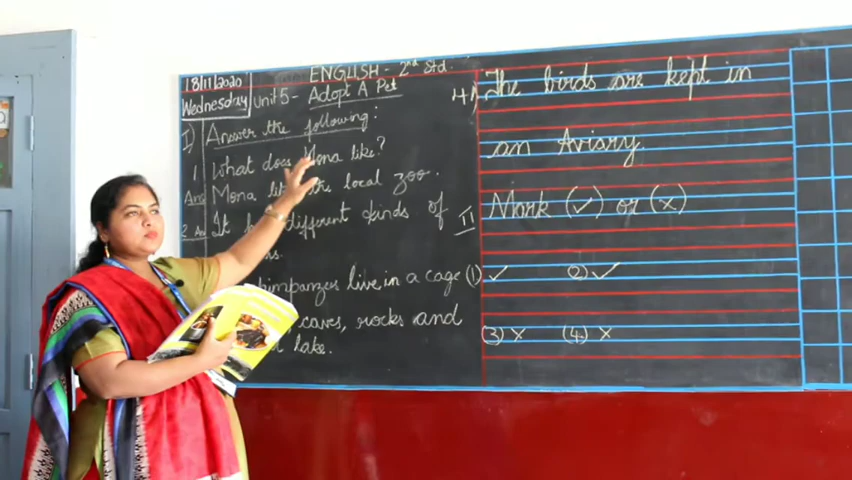 18/11/2020
Wednesday
ENGLISH - 2nd Std.
Unit 5 - Adopt A Pet
I) Answer the following :
1. What does Mona like?
Ans Mona the local zoo.
2 An It different kinds of
live in a cage
caves, rocks and
lake.
4) The birds are kept in
an Aviary.
II Mark (✓) or (x)
(1) ✓ (2) ✓
(3) x (4) x